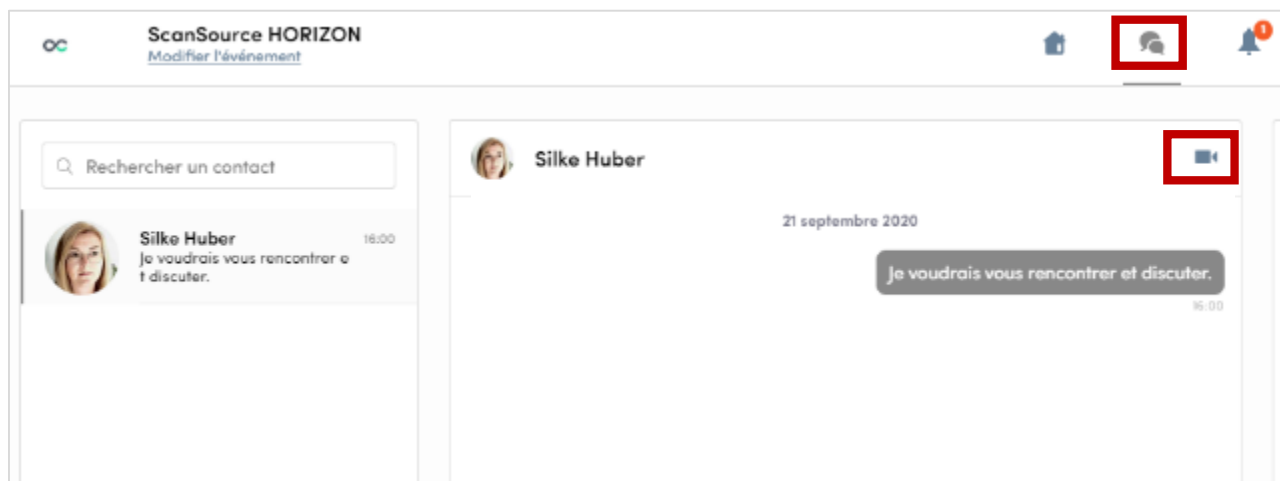 ScanSource HORIZON
Modifier l'événement
1
Rechercher un contact
Silke Huber
16:00
Je voudrais vous rencontrer e
t discuter.
Silke Huber
21 septembre 2020
Je voudrais vous rencontrer et discuter.
16:00